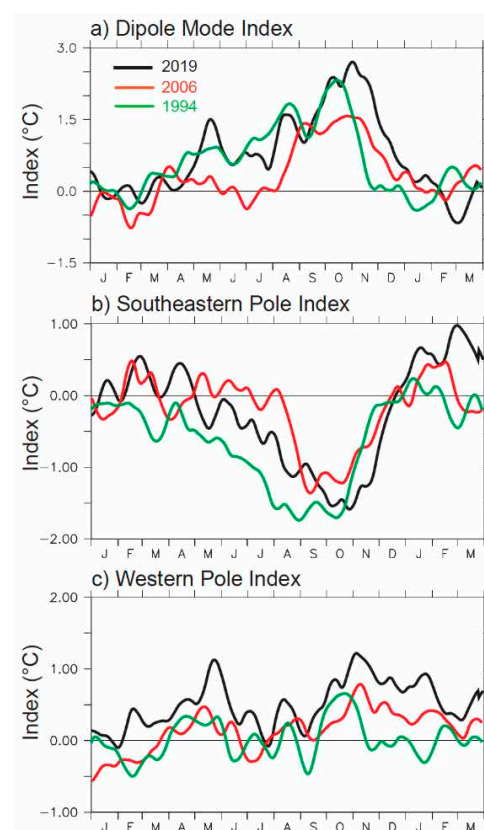 a) Dipole Mode Index
3.0
2019
2006
1994
1.5
0.0
−1.5
Index (°C)
J F M A M J J A S O N D J F M
b) Southeastern Pole Index
1.00
0.00
−1.00
−2.00
Index (°C)
J F M A M J J A S O N D J F M
c) Western Pole Index
2.00
1.00
0.00
−1.00
Index (°C)
J F M A M J J A S O N D J F M